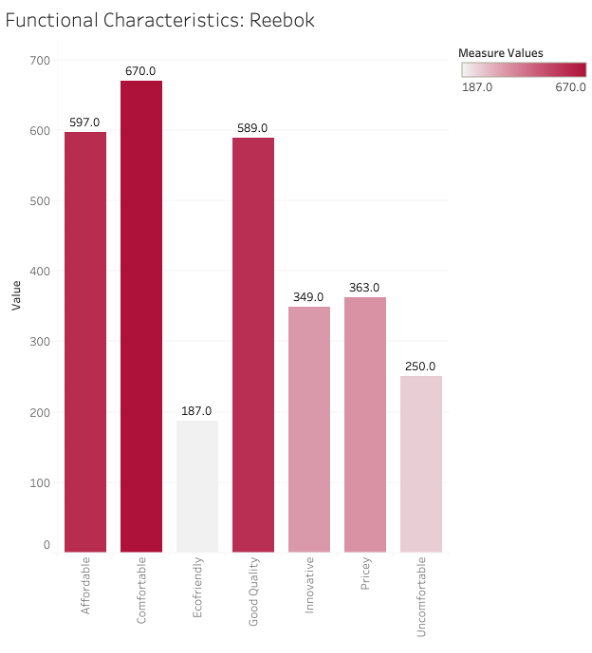 Functional Characteristics: Reebok
Measure Values
187.0 670.0
Value
700
600
500
400
300
200
100
0
597.0
670.0
187.0
589.0
349.0
363.0
250.0
Affordable
Comfortable
Ecofriendly
Good Quality
Innovative
Pricey
Uncomfortable